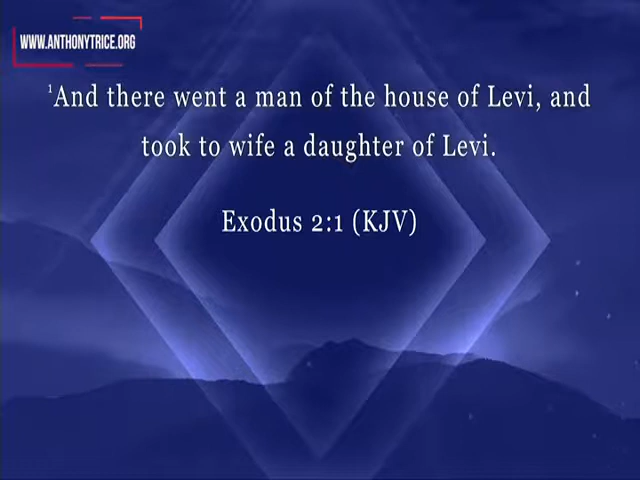 WWW.ANTHONYTRICE.ORG
¹And there went a man of the house of Levi, and
took to wife a daughter of Levi.
Exodus 2:1 (KJV)